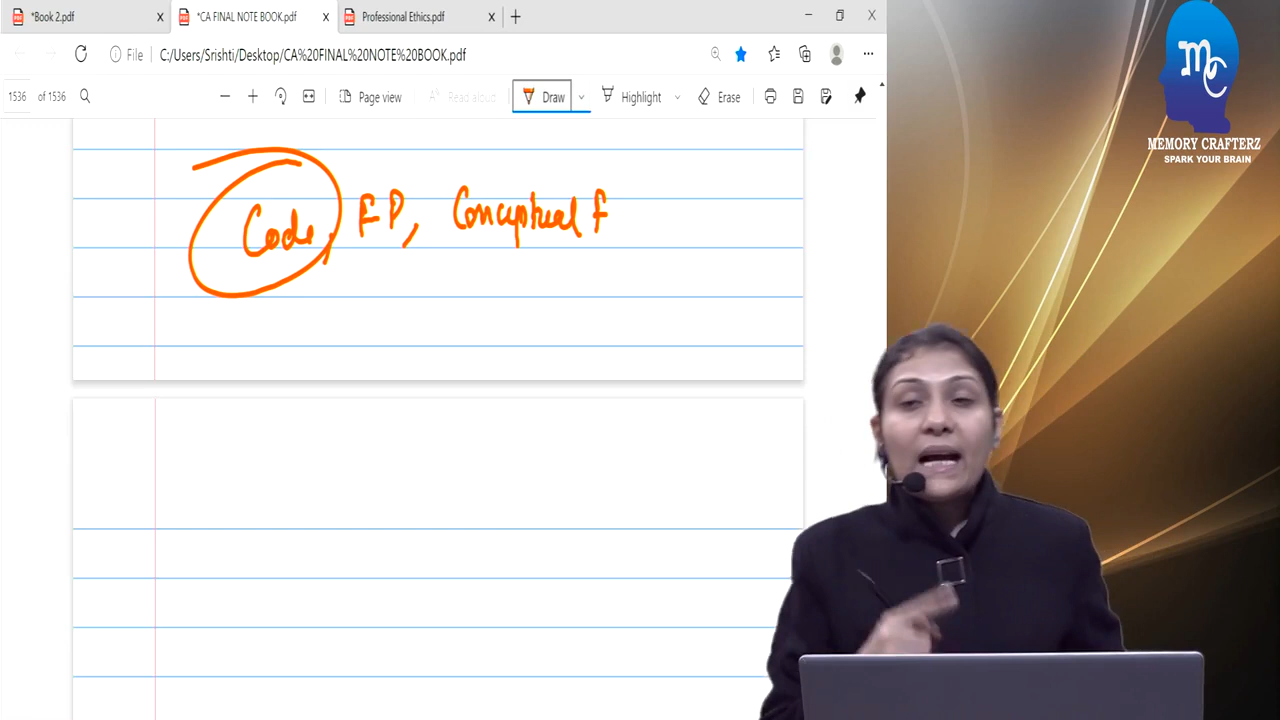 *Book 2.pdf
*CA FINAL NOTE BOOK.pdf
Professional Ethics.pdf
File C:/Users/Srishti/Desktop/CA%20FINAL%20NOTE%20BOOK.pdf
1536 of 1536
Page view
Read aloud
Draw
Highlight
Erase
Code, FP, Conceptual F
MC
MEMORY CRAFTERZ
SPARK YOUR BRAIN